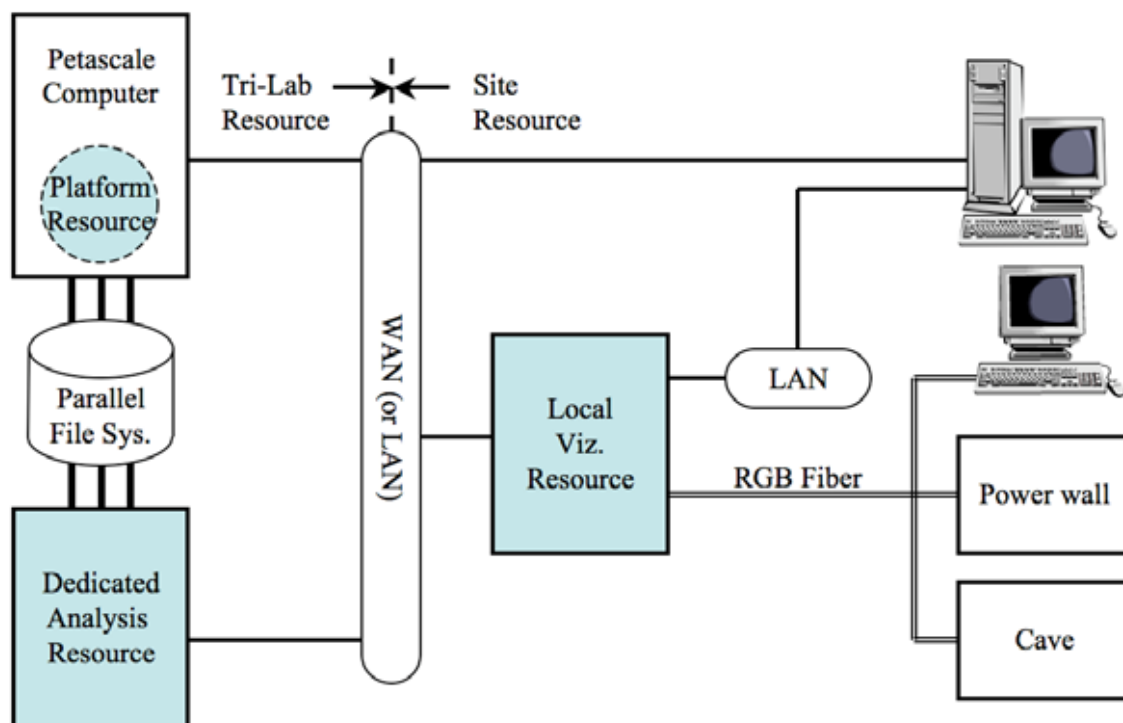 Petascale
Computer
Platform
Resource
Tri-Lab
Resource
Site
Resource
Parallel
File Sys.
Dedicated
Analysis
Resource
WAN (or LAN)
Local
Viz.
Resource
LAN
RGB Fiber
Power wall
Cave